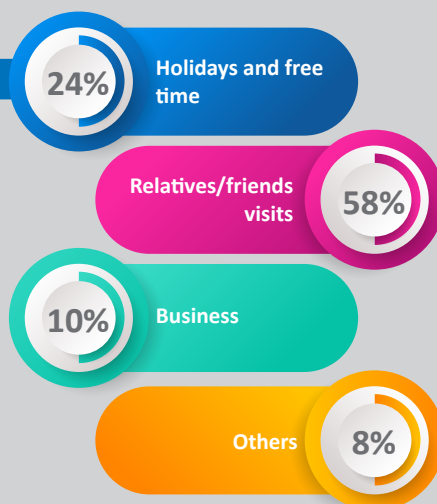 24%
Holidays and free
time
Relatives/friends
visits
58%
10%
Business
Others
8%